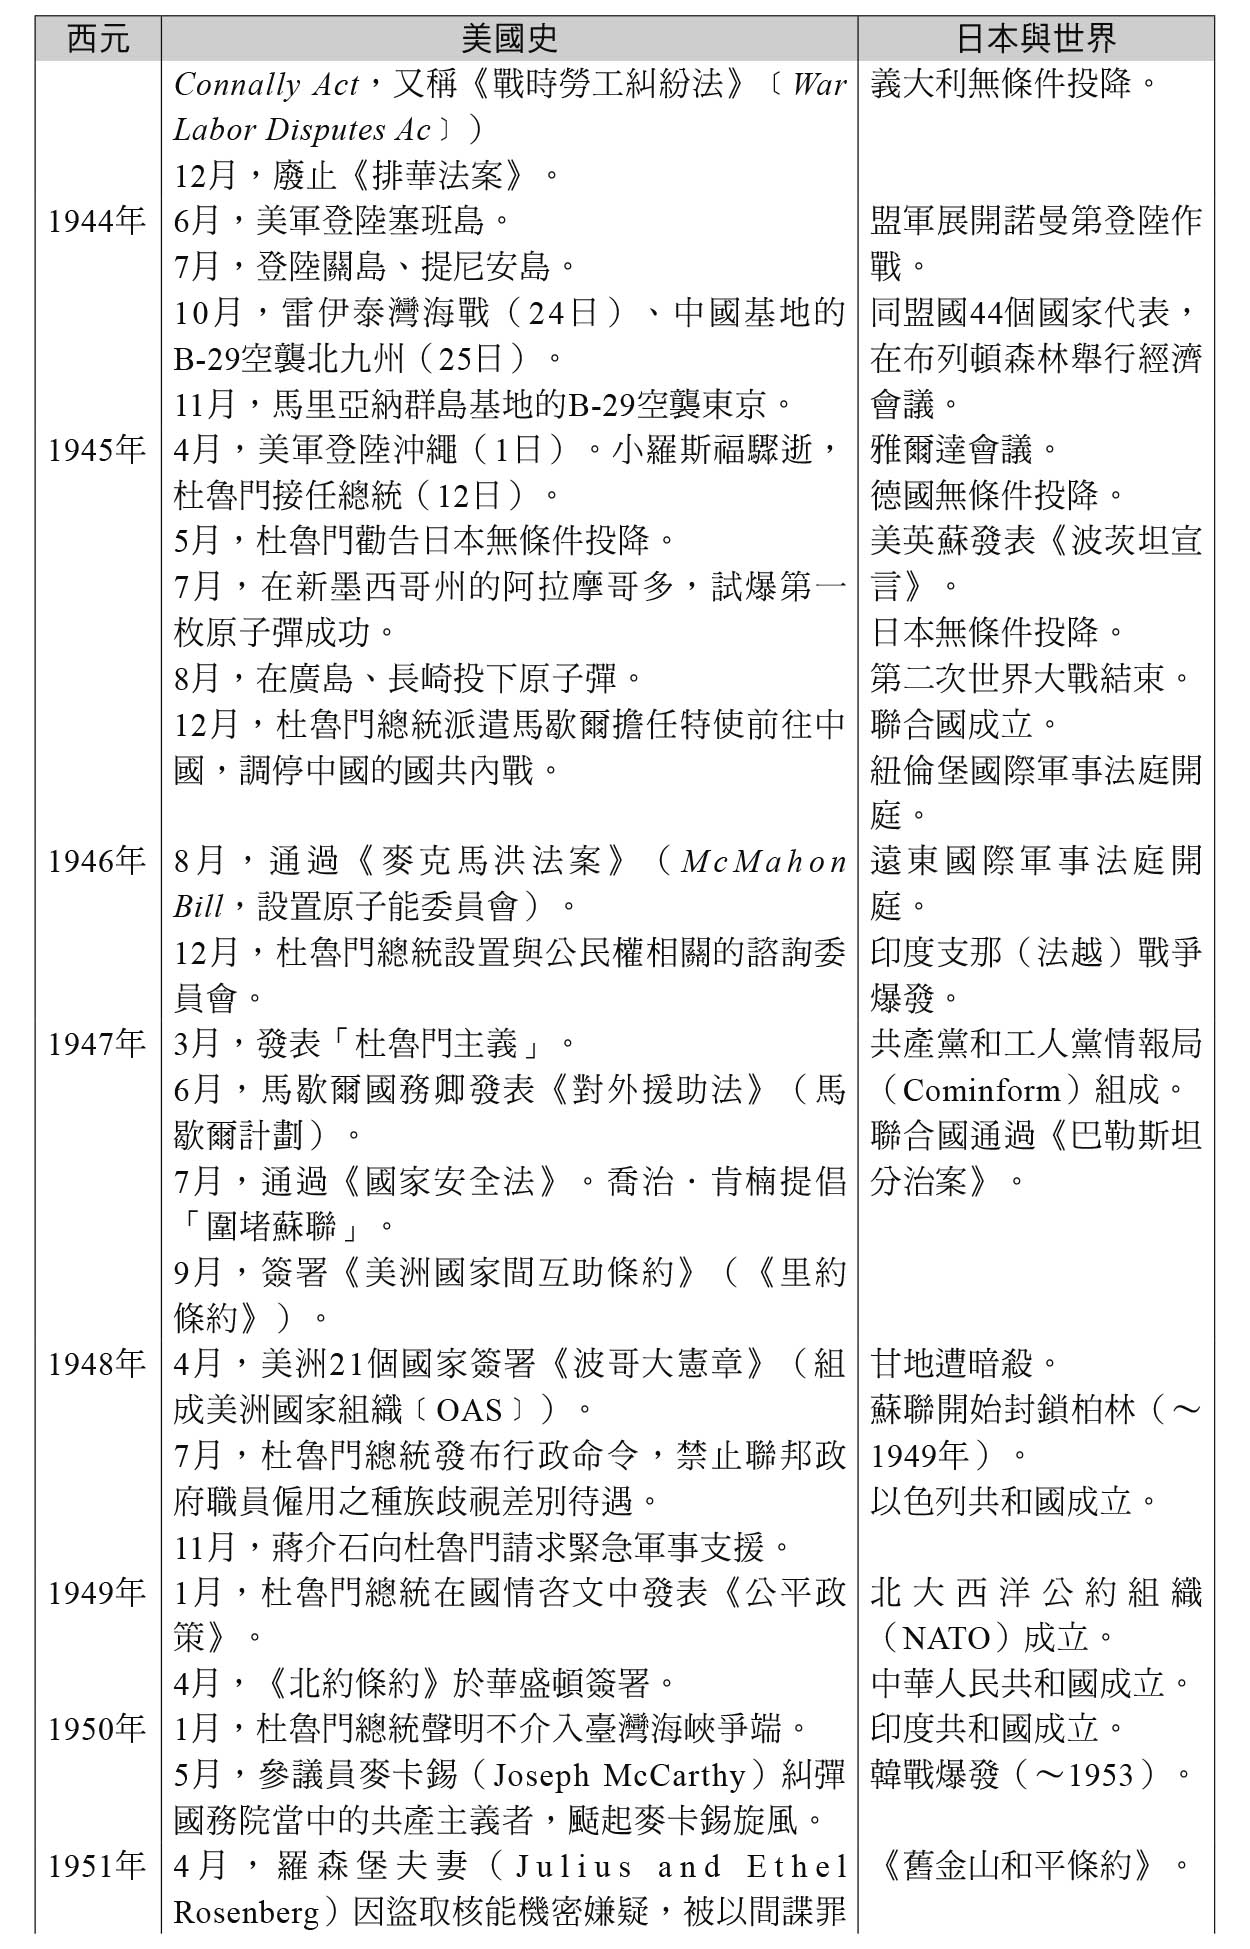 西元 美國史 日本與世界
Connally Act，又稱《戰時勞工糾紛法》﹝War 義大利無條件投降。
Labor Disputes Ac﹞）
12月，廢止《排華法案》。
1944年 6月，美軍登陸塞班島。 盟軍展開諾曼第登陸作
7月，登陸關島、提尼安島。 戰。
10月，雷伊泰灣海戰（24日）、中國基地的 同盟國44個國家代表，
B-29空襲北九州（25日）。 在布列頓森林舉行經濟
11月，馬里亞納群島基地的B-29空襲東京。 會議。
1945年 4月，美軍登陸沖繩（1日）。小羅斯福驟逝， 雅爾達會議。
杜魯門接任總統（12日）。 德國無條件投降。
5月，杜魯門勸告日本無條件投降。 美英蘇發表《波茨坦宣
7月，在新墨西哥州的阿拉摩哥多，試爆第一 言》。
枚原子彈成功。 日本無條件投降。
8月，在廣島、長崎投下原子彈。 第二次世界大戰結束。
12月，杜魯門總統派遣馬歇爾擔任特使前往中 聯合國成立。
國，調停中國的國共內戰。 紐倫堡國際軍事法庭開
庭。
1946年 8月，通過《麥克馬洪法案》（McMahon 遠東國際軍事法庭開
Bill，設置原子能委員會）。 庭。
12月，杜魯門總統設置與公民權相關的諮詢委 印度支那（法越）戰爭
員會。 爆發。
1947年 3月，發表「杜魯門主義」。 共產黨和工人黨情報局
6月，馬歇爾國務卿發表《對外援助法》（馬 （Cominform）組成。
歇爾計劃）。 聯合國通過《巴勒斯坦
7月，通過《國家安全法》。喬治．肯楠提倡 分治案》。
「圍堵蘇聯」。
9月，簽署《美洲國家間互助條約》（《里約
條約》）。
1948年 4月，美洲21個國家簽署《波哥大憲章》（組 甘地遭暗殺。
成美洲國家組織﹝OAS﹞）。 蘇聯開始封鎖柏林（～
7月，杜魯門總統發布行政命令，禁止聯邦政 1949年）。
府職員僱用之種族歧視差別待遇。 以色列共和國成立。
11月，蔣介石向杜魯門請求緊急軍事支援。
1949年 1月，杜魯門總統在國情咨文中發表《公平政 北大西洋公約組織
策》。 （NATO）成立。
4月，《北約條約》於華盛頓簽署。 中華人民共和國成立。
1950年 1月，杜魯門總統聲明不介入臺灣海峽爭端。 印度共和國成立。
5月，參議員麥卡錫（Joseph McCarthy）糾彈 韓戰爆發（～1953）。
國務院當中的共產主義者，颳起麥卡錫旋風。
1951年 4月，羅森堡夫妻（Julius and Ethel 《舊金山和平條約》。
Rosenberg）因盜取核能機密嫌疑，被以間諜罪